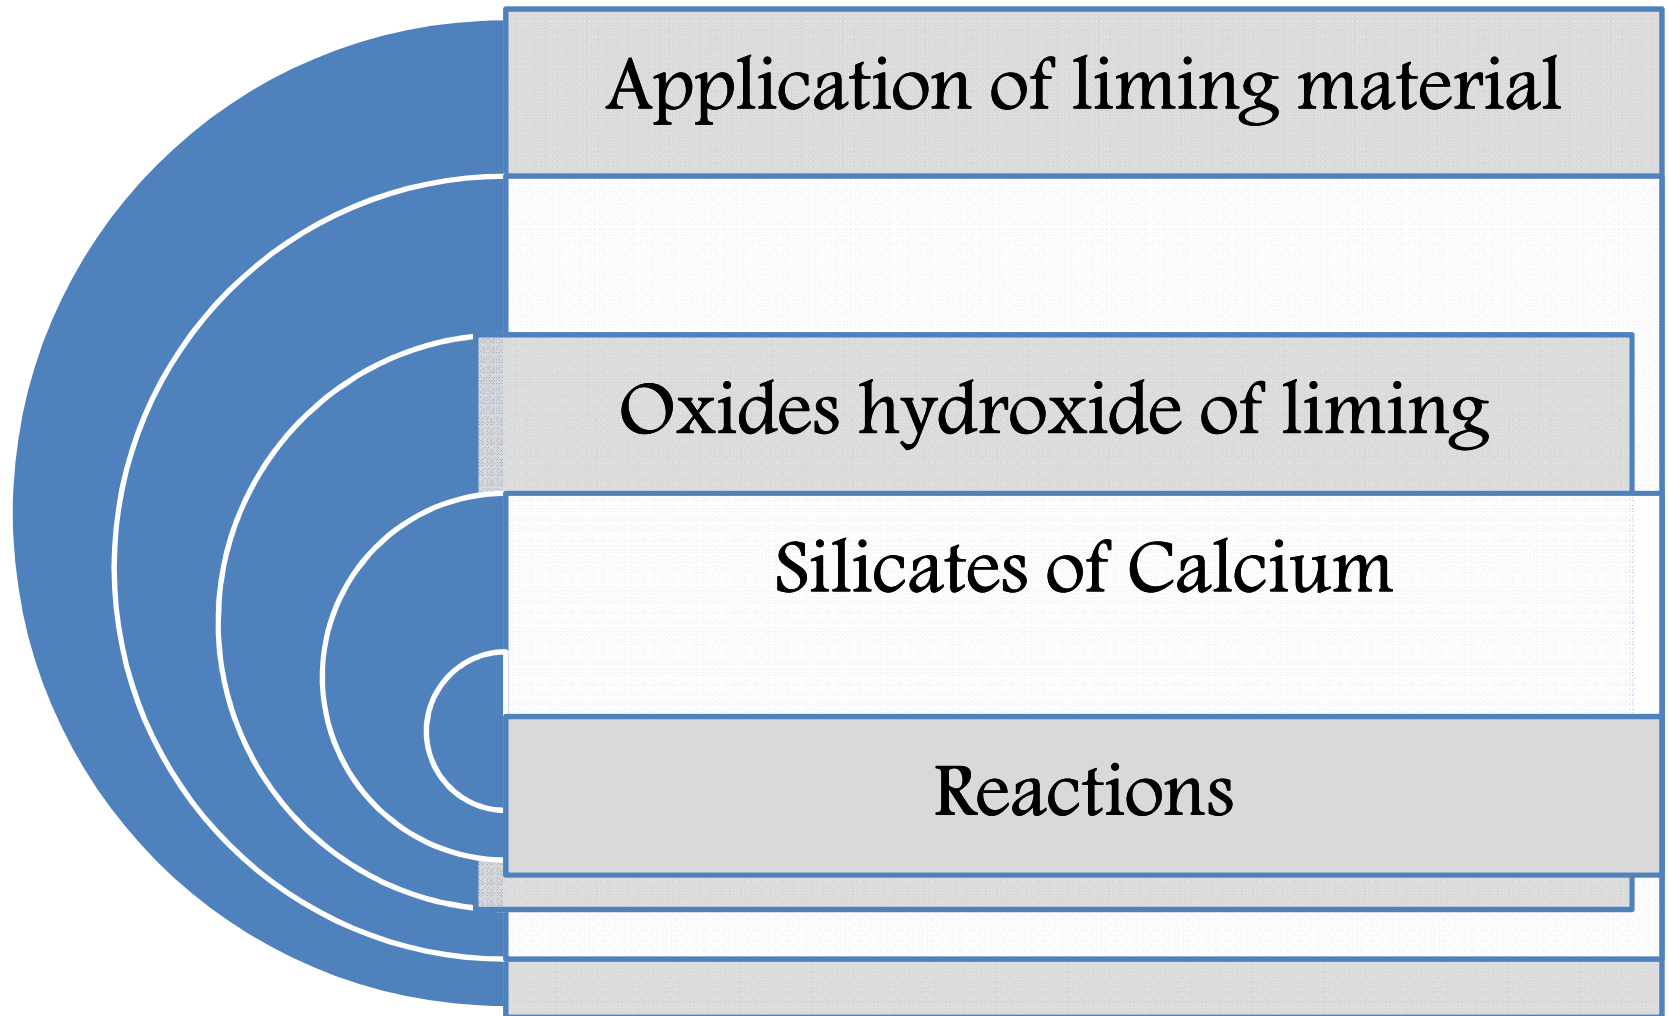 Application of liming material
Oxides hydroxide of liming
Silicates of Calcium
Reactions